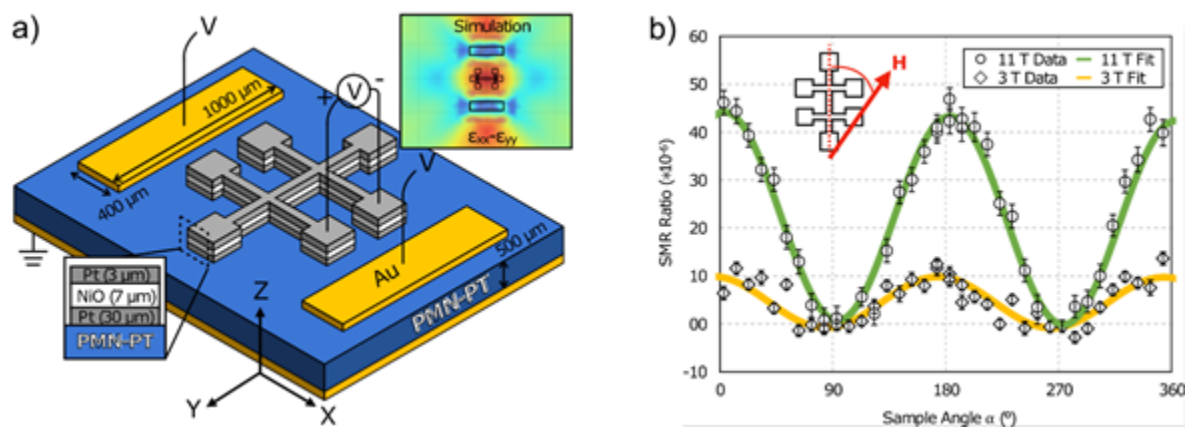 a)
V
1000 µm
400 µm
Simulation
εxx-εyy
+
V
-
V
Au
500 µm
PMN-PT
Pt (3 µm)
NiO (7 µm)
Pt (30 µm)
PMN-PT
Z
Y
X
b)
SMR Ratio (*10⁻⁶)
60
50
40
30
20
10
00
-10
H
11 T Data
11 T Fit
3 T Data
3 T Fit
0
90
180
270
360
Sample Angle α (º)